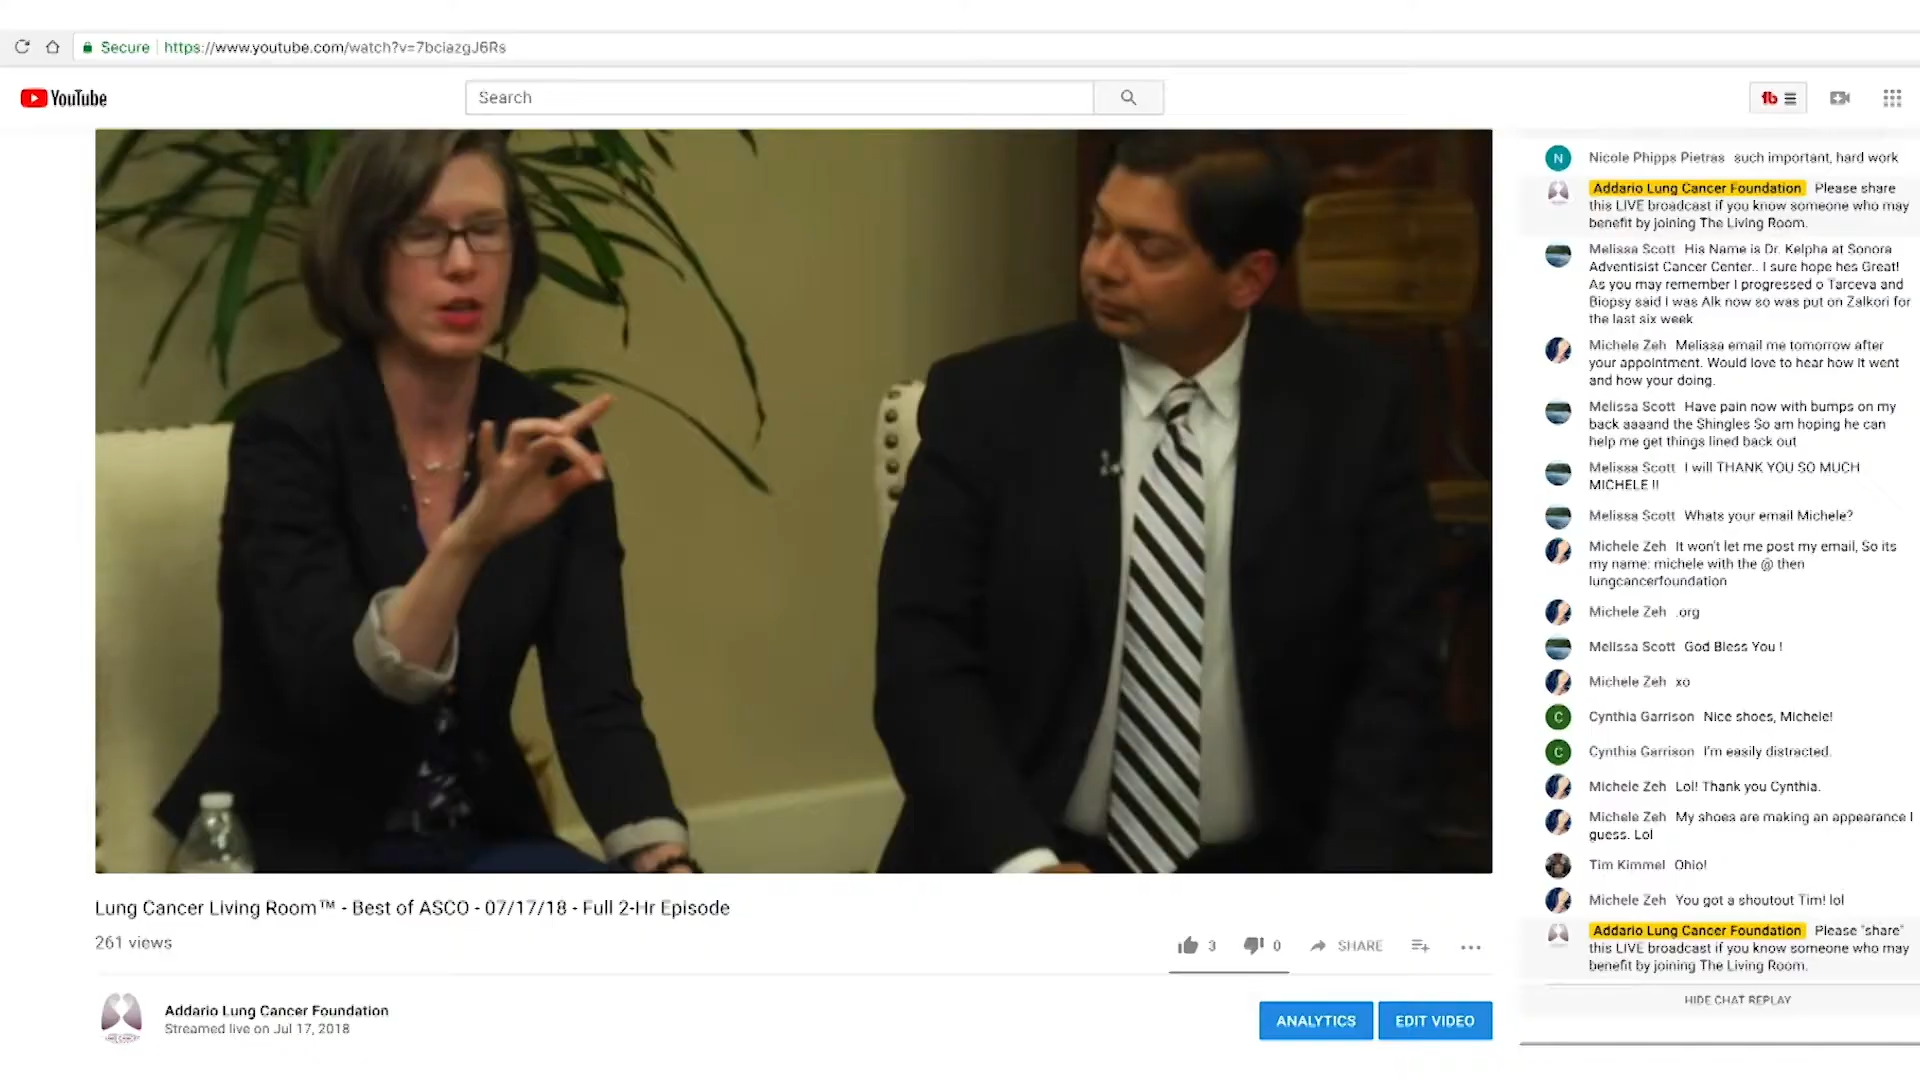 Secure https://www.youtube.com/watch?v=7bciazgJ6Rs
YouTube
Search
Nicole Phipps Pietras such important, hard work
Addario Lung Cancer Foundation Please share
this LIVE broadcast if you know someone who may
benefit by joining The Living Room.
Melissa Scott His Name is Dr. Kelpha at Sonora
Adventisist Cancer Center.. I sure hope hes Great!
As you may remember I progressed o Tarceva and
Biopsy said I was Alk now so was put on Zalkori for
the last six week
Michele Zeh Melissa email me tomorrow after
your appointment. Would love to hear how it went
and how your doing.
Melissa Scott Have pain now with bumps on my
back aaaand the Shingles So am hoping he can
help me get things lined back out
Melissa Scott I will THANK YOU SO MUCH
MICHELE !!
Melissa Scott Whats your email Michele?
Michele Zeh It won't let me post my email, So its
my name: michele with the @ then
lungcancerfoundation
Michele Zeh .org
Melissa Scott God Bless You !
Michele Zeh xo
Cynthia Garrison Nice shoes, Michele!
Cynthia Garrison I'm easily distracted.
Michele Zeh Lol! Thank you Cynthia.
Michele Zeh My shoes are making an appearance I
guess. Lol
Tim Kimmel Ohio!
Michele Zeh You got a shoutout Tim! lol
Addario Lung Cancer Foundation Please "share"
this LIVE broadcast if you know someone who may
benefit by joining The Living Room.
HIDE CHAT REPLAY
Lung Cancer Living Room™ - Best of ASCO - 07/17/18 - Full 2-Hr Episode
261 views
3 0 SHARE
Addario Lung Cancer Foundation
Streamed live on Jul 17, 2018
ANALYTICS EDIT VIDEO